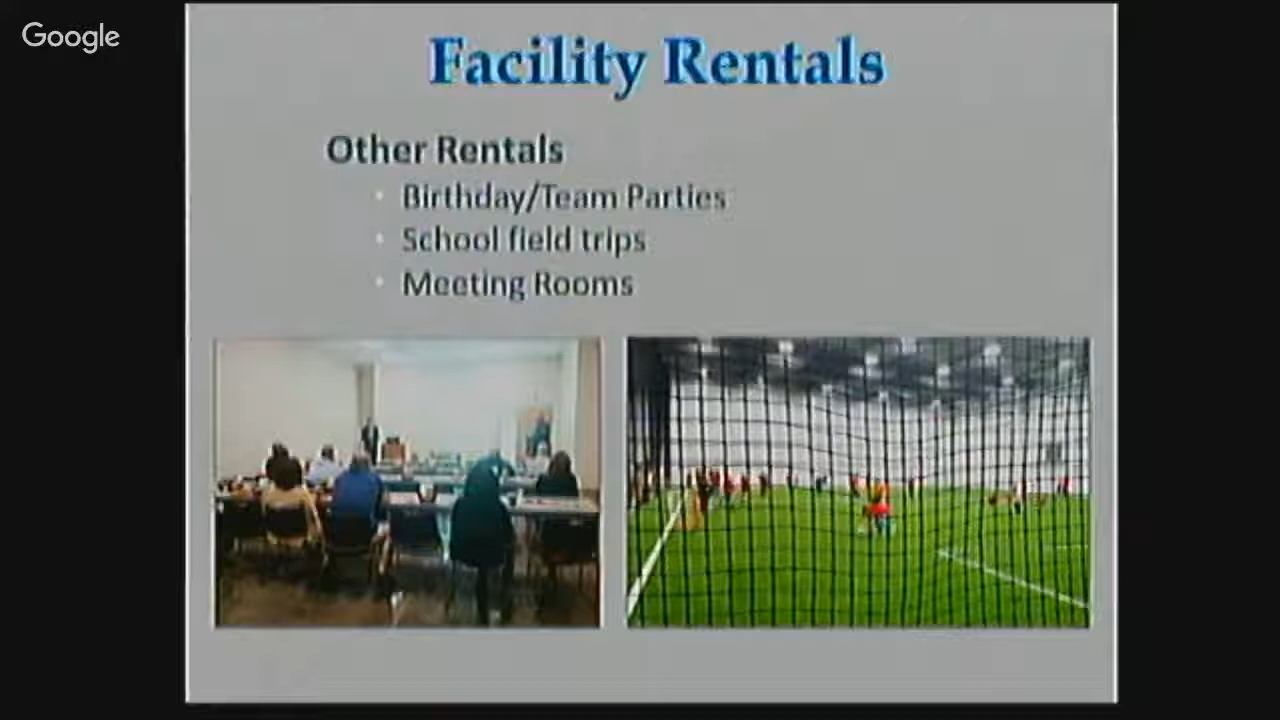 Google
Facility Rentals
Other Rentals
Birthday/Team Parties
School field trips
Meeting Rooms